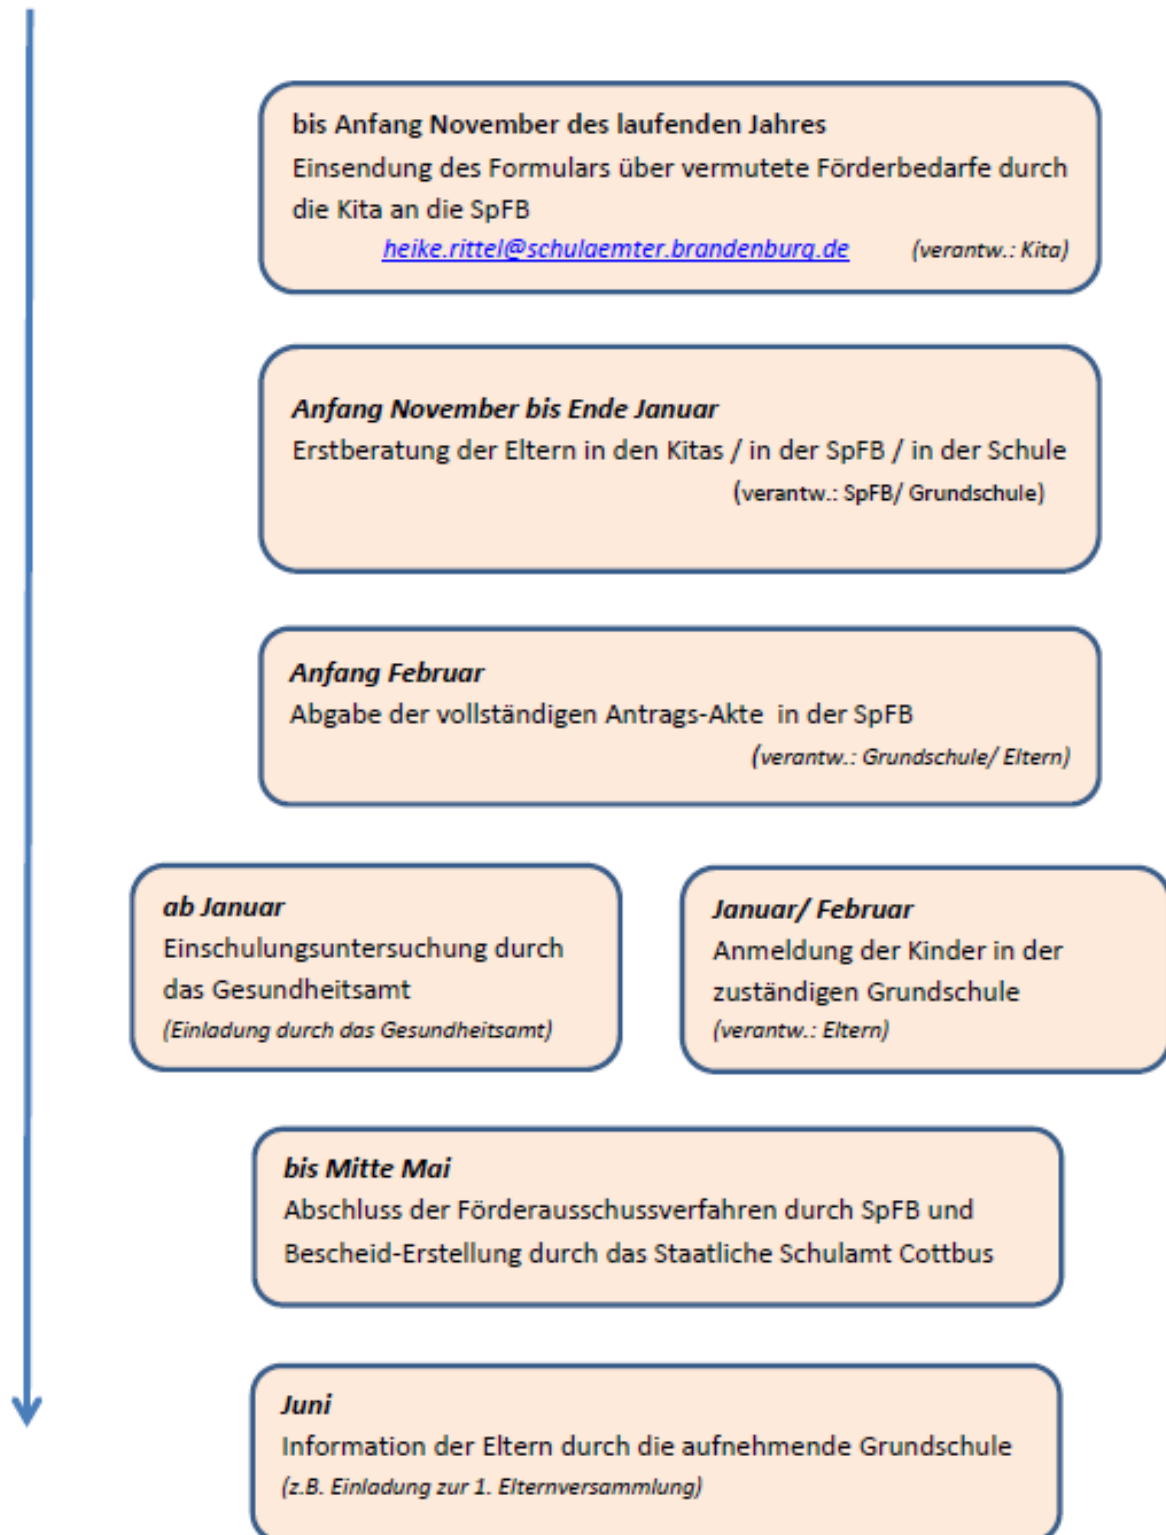 bis Anfang November des laufenden Jahres
Einsendung des Formulars über vermutete Förderbedarfe durch
die Kita an die SpFB
heike.rittel@schulaemter.brandenburg.de (verantw.: Kita)
Anfang November bis Ende Januar
Erstberatung der Eltern in den Kitas / in der SpFB / in der Schule
(verantw.: SpFB/ Grundschule)
Anfang Februar
Abgabe der vollständigen Antrags-Akte in der SpFB
(verantw.: Grundschule/ Eltern)
ab Januar
Einschulungsuntersuchung durch
das Gesundheitsamt
(Einladung durch das Gesundheitsamt)
Januar/ Februar
Anmeldung der Kinder in der
zuständigen Grundschule
(verantw.: Eltern)
bis Mitte Mai
Abschluss der Förderausschussverfahren durch SpFB und
Bescheid-Erstellung durch das Staatliche Schulamt Cottbus
Juni
Information der Eltern durch die aufnehmende Grundschule
(z.B. Einladung zur 1. Elternversammlung)